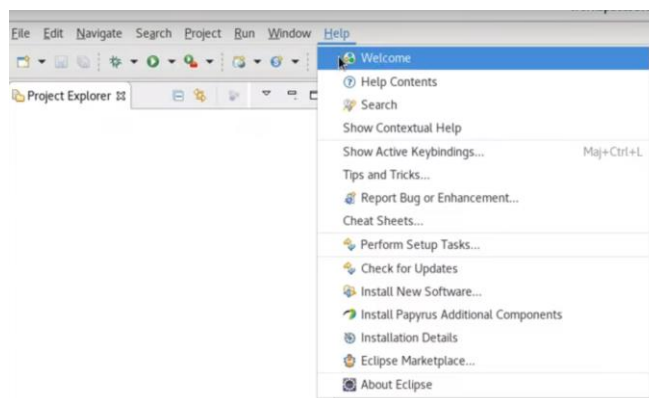 File Edit Navigate Search Project Run Window Help
Project Explorer
Welcome
Help Contents
Search
Show Contextual Help
Show Active Keybindings... Maj+Ctrl+L
Tips and Tricks...
Report Bug or Enhancement...
Cheat Sheets...
Perform Setup Tasks...
Check for Updates
Install New Software...
Install Papyrus Additional Components
Installation Details
Eclipse Marketplace...
About Eclipse